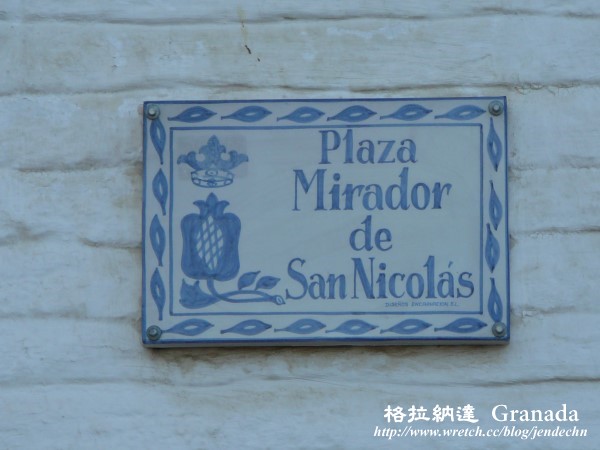 Plaza
Mirador
de
San Nicolás
格拉納達 Granada
http://www.wretch.cc/blog/jendechn